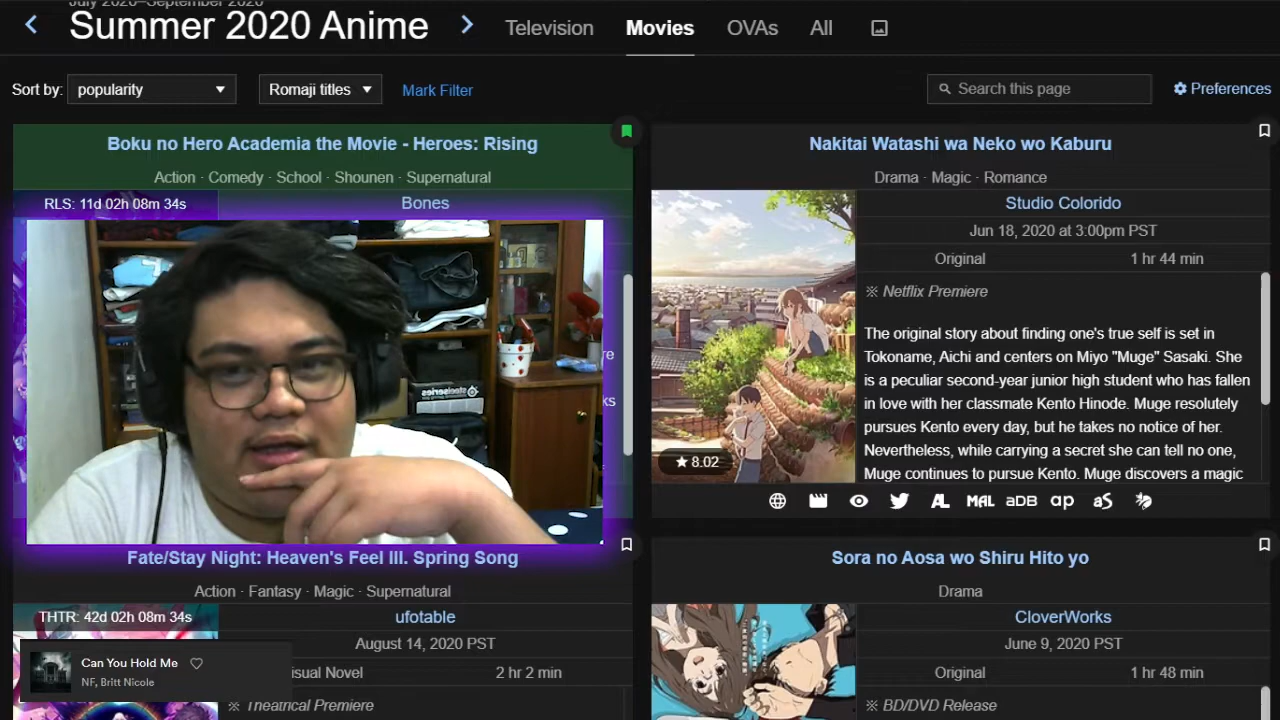 July 2020–September 2020
Summer 2020 Anime
Television
Movies
OVAs
All
Sort by:
popularity
Romaji titles
Mark Filter
Search this page
Preferences
Boku no Hero Academia the Movie - Heroes: Rising
Action · Comedy · School · Shounen · Supernatural
RLS: 11d 02h 08m 34s
Bones
steelseries
Nakitai Watashi wa Neko wo Kaburu
Drama · Magic · Romance
Studio Colorido
Jun 18, 2020 at 3:00pm PST
Original
1 hr 44 min
※ Netflix Premiere
The original story about finding one's true self is set in
Tokoname, Aichi and centers on Miyo "Muge" Sasaki. She
is a peculiar second-year junior high student who has fallen
in love with her classmate Kento Hinode. Muge resolutely
pursues Kento every day, but he takes no notice of her.
Nevertheless, while carrying a secret she can tell no one,
Muge continues to pursue Kento. Muge discovers a magic
★ 8.02
AL
MAL
aDB
ap
aS
Fate/Stay Night: Heaven's Feel III. Spring Song
Action · Fantasy · Magic · Supernatural
THTR: 42d 02h 08m 34s
ufotable
August 14, 2020 PST
isual Novel
2 hr 2 min
※ Theatrical Premiere
Can You Hold Me
NF, Britt Nicole
Sora no Aosa wo Shiru Hito yo
Drama
CloverWorks
June 9, 2020 PST
Original
1 hr 48 min
※ BD/DVD Release